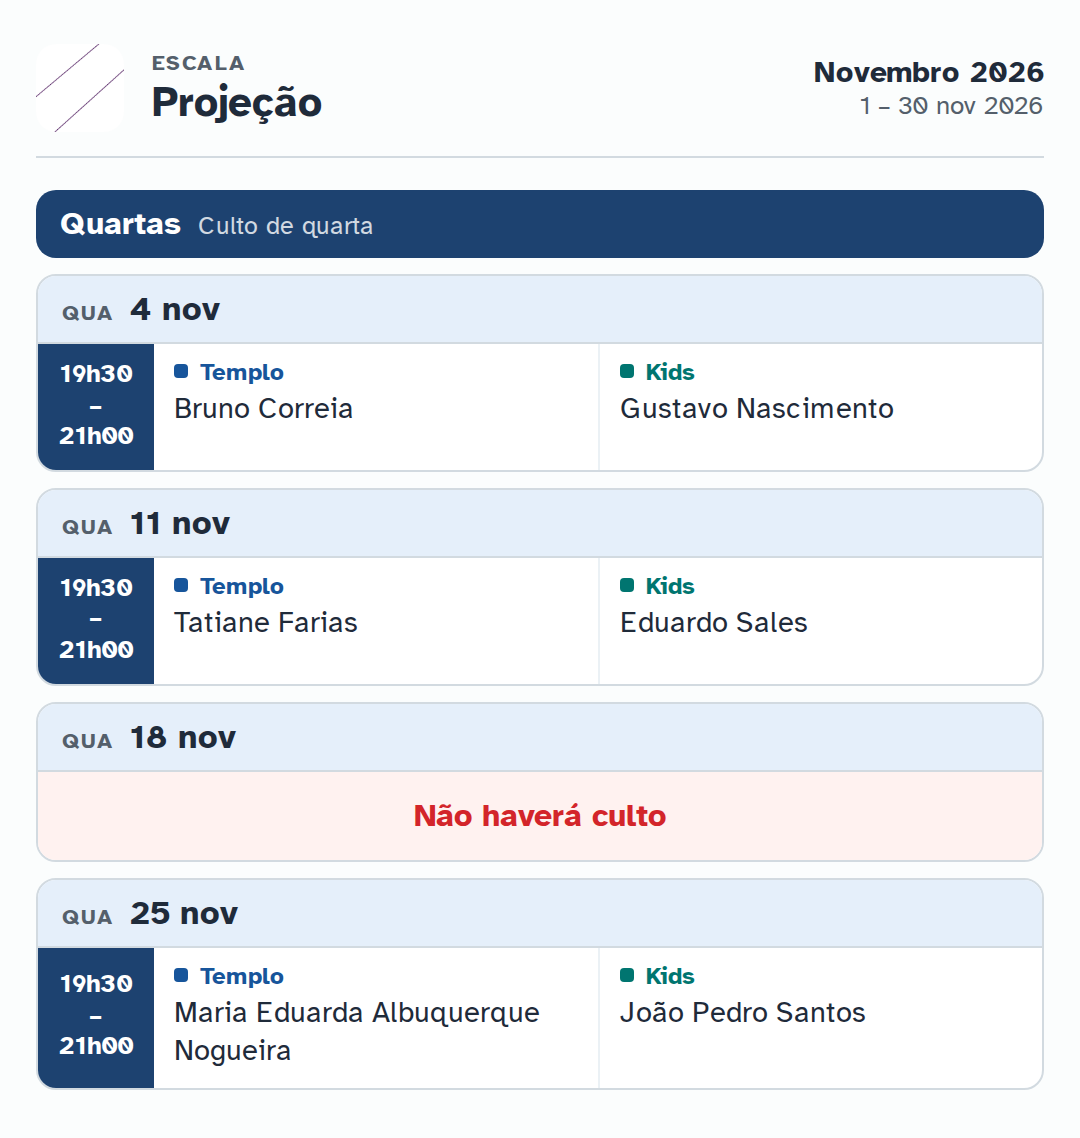 ESCALA
Projeção
Novembro 2026
1 – 30 nov 2026
Quartas Culto de quarta
QUA 4 nov
19h30
–
21h00
Templo
Bruno Correia
Kids
Gustavo Nascimento
QUA 11 nov
19h30
–
21h00
Templo
Tatiane Farias
Kids
Eduardo Sales
QUA 18 nov
Não haverá culto
QUA 25 nov
19h30
–
21h00
Templo
Maria Eduarda Albuquerque
Nogueira
Kids
João Pedro Santos